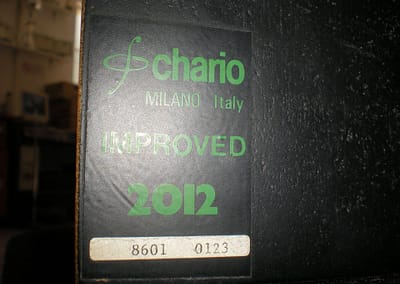 chario
MILANO Italy
IMPROVED
2012
8601 0123